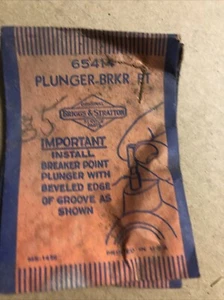 65414
PLUNGER-BRKR. PT
BRIGGS & STRATTON
IMPORTANT
INSTALL
BREAKER POINT
PLUNGER WITH
BEVELED EDGE
OF GROOVE AS
SHOWN
U.S.A.